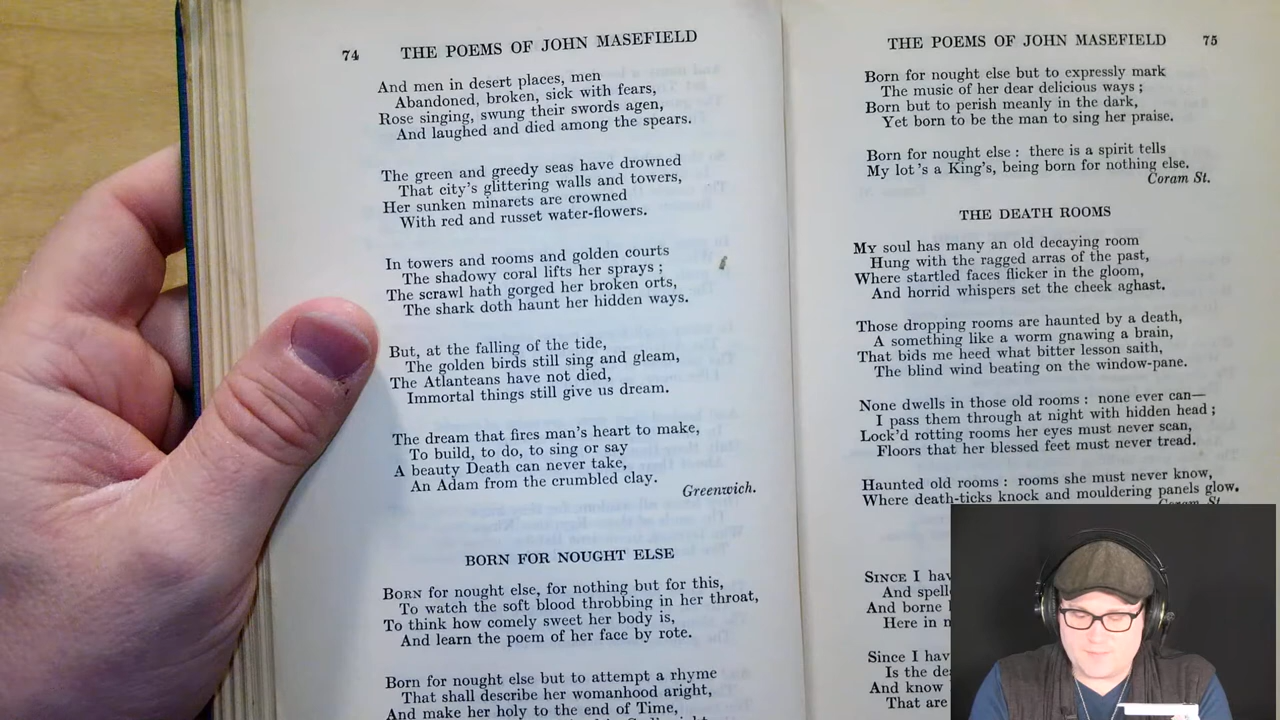 74 THE POEMS OF JOHN MASEFIELD
And men in desert places, men
Abandoned, broken, sick with fears,
Rose singing, swung their swords agen,
And laughed and died among the spears.
The green and greedy seas have drowned
That city's glittering walls and towers,
Her sunken minarets are crowned
With red and russet water-flowers.
In towers and rooms and golden courts
The shadowy coral lifts her sprays ;
The scrawl hath gorged her broken orts,
The shark doth haunt her hidden ways.
But, at the falling of the tide,
The golden birds still sing and gleam,
The Atlanteans have not died,
Immortal things still give us dream.
The dream that fires man's heart to make,
To build, to do, to sing or say
A beauty Death can never take,
An Adam from the crumbled clay.
Greenwich.
BORN FOR NOUGHT ELSE
BORN for nought else, for nothing but for this,
To watch the soft blood throbbing in her throat,
To think how comely sweet her body is,
And learn the poem of her face by rote.
Born for nought else but to attempt a rhyme
That shall describe her womanhood aright,
And make her holy to the end of Time,
THE POEMS OF JOHN MASEFIELD 75
Born for nought else but to expressly mark
The music of her dear delicious ways ;
Born but to perish meanly in the dark,
Yet born to be the man to sing her praise.
Born for nought else : there is a spirit tells
My lot's a King's, being born for nothing else.
Coram St.
THE DEATH ROOMS
MY soul has many an old decaying room
Hung with the ragged arras of the past,
Where startled faces flicker in the gloom,
And horrid whispers set the cheek aghast.
Those dropping rooms are haunted by a death,
A something like a worm gnawing a brain,
That bids me heed what bitter lesson saith,
The blind wind beating on the window-pane.
None dwells in those old rooms : none ever can—
I pass them through at night with hidden head ;
Lock'd rotting rooms her eyes must never scan,
Floors that her blessed feet must never tread.
Haunted old rooms : rooms she must never know,
Where death-ticks knock and mouldering panels glow.
Coram St.
SINCE I
And
And borne
Here in
Since I
Is the
And know
That are